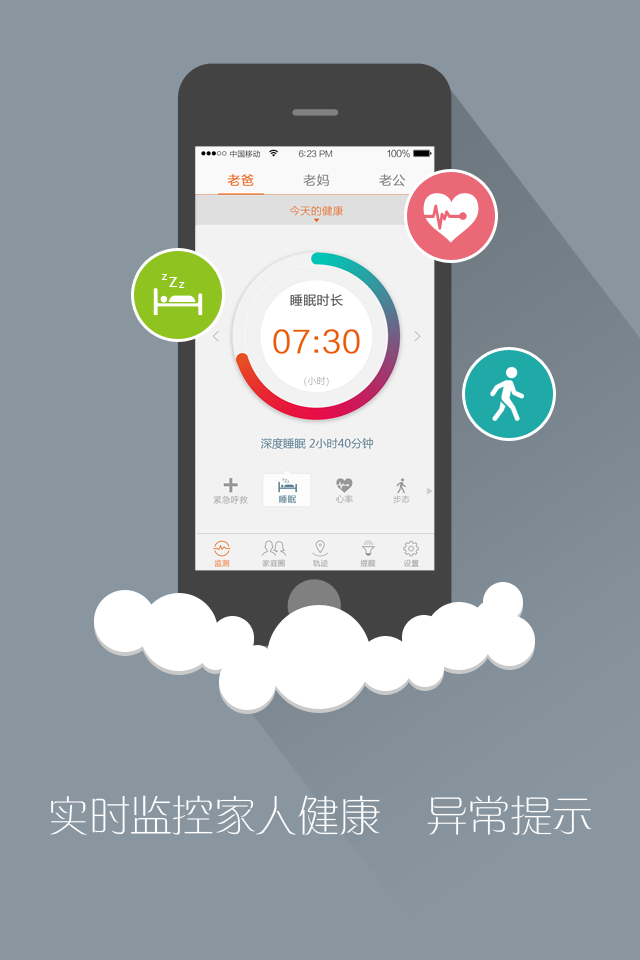 中国移动 6:23 PM 100%
老爸 老妈 老公
今天的健康
zZz
睡眠时长
07:30
(小时)
深度睡眠 2小时40分钟
紧急呼救 睡眠 心率 步态
监测 家庭圈 轨迹 提醒 设置
实时监控家人健康 异常提示